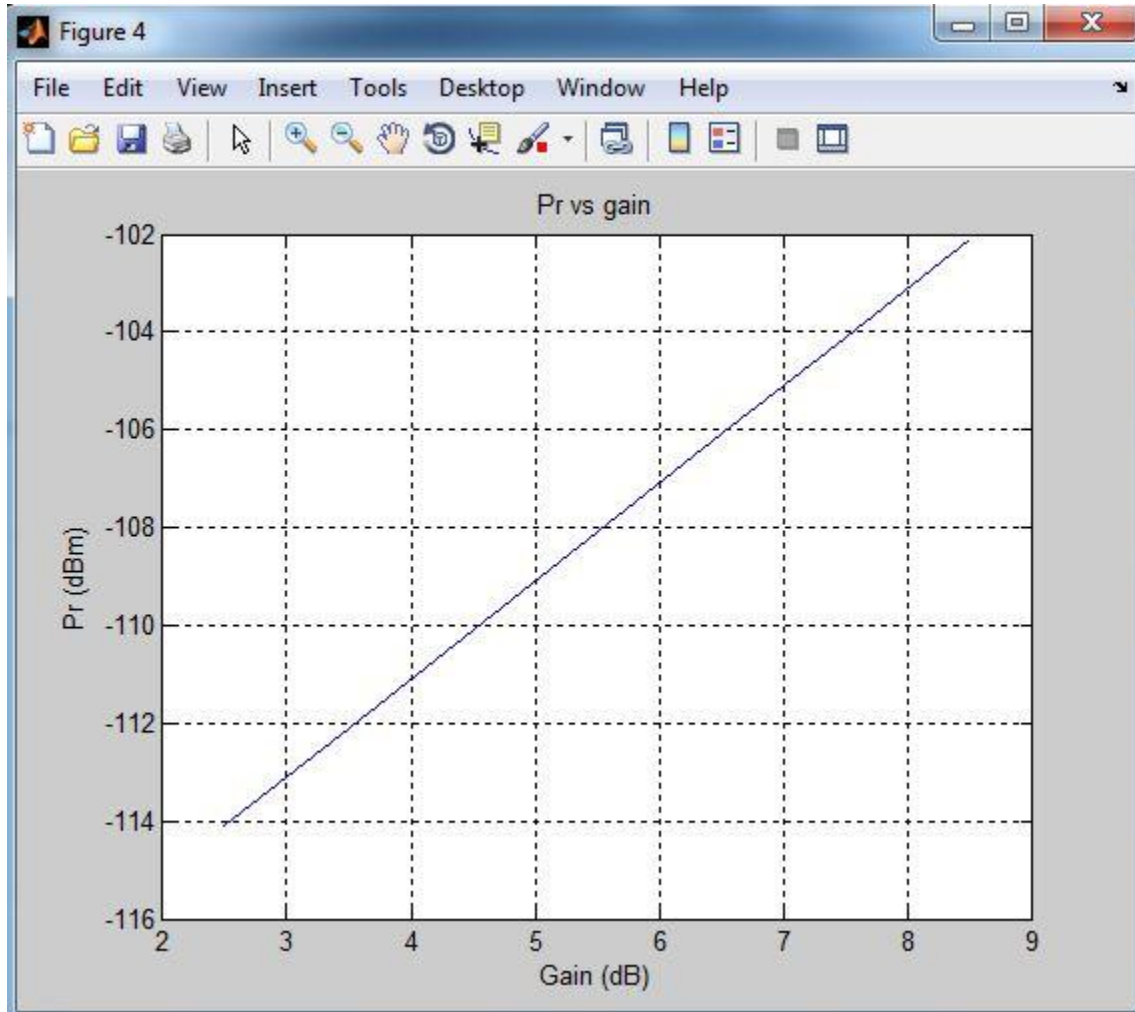 Figure 4
File Edit View Insert Tools Desktop Window Help
Pr vs gain
-102
-104
-106
-108
-110
-112
-114
-116
Pr (dBm)
2 3 4 5 6 7 8 9
Gain (dB)